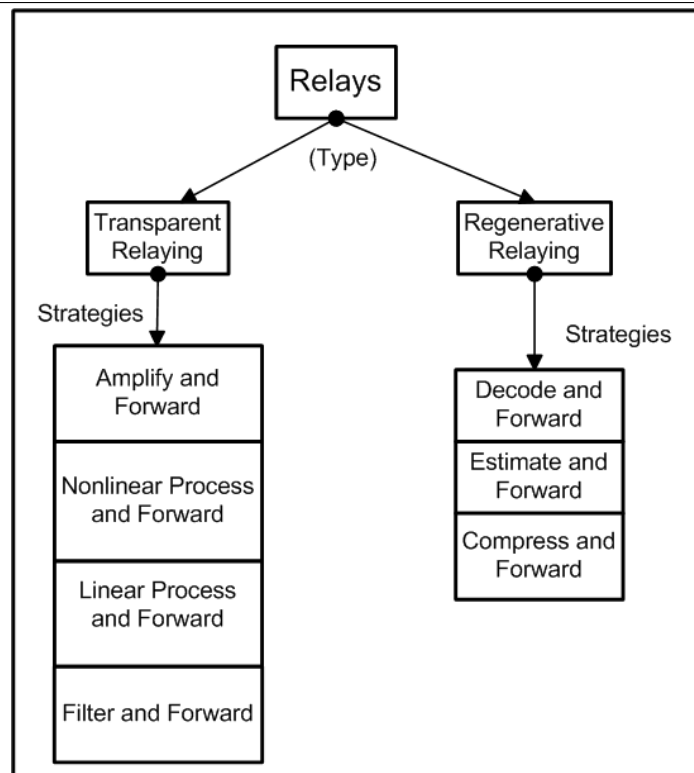 Relays
(Type)
Transparent
Relaying
Regenerative
Relaying
Strategies
Strategies
Amplify and
Forward
Nonlinear Process
and Forward
Linear Process
and Forward
Filter and Forward
Decode and
Forward
Estimate and
Forward
Compress and
Forward